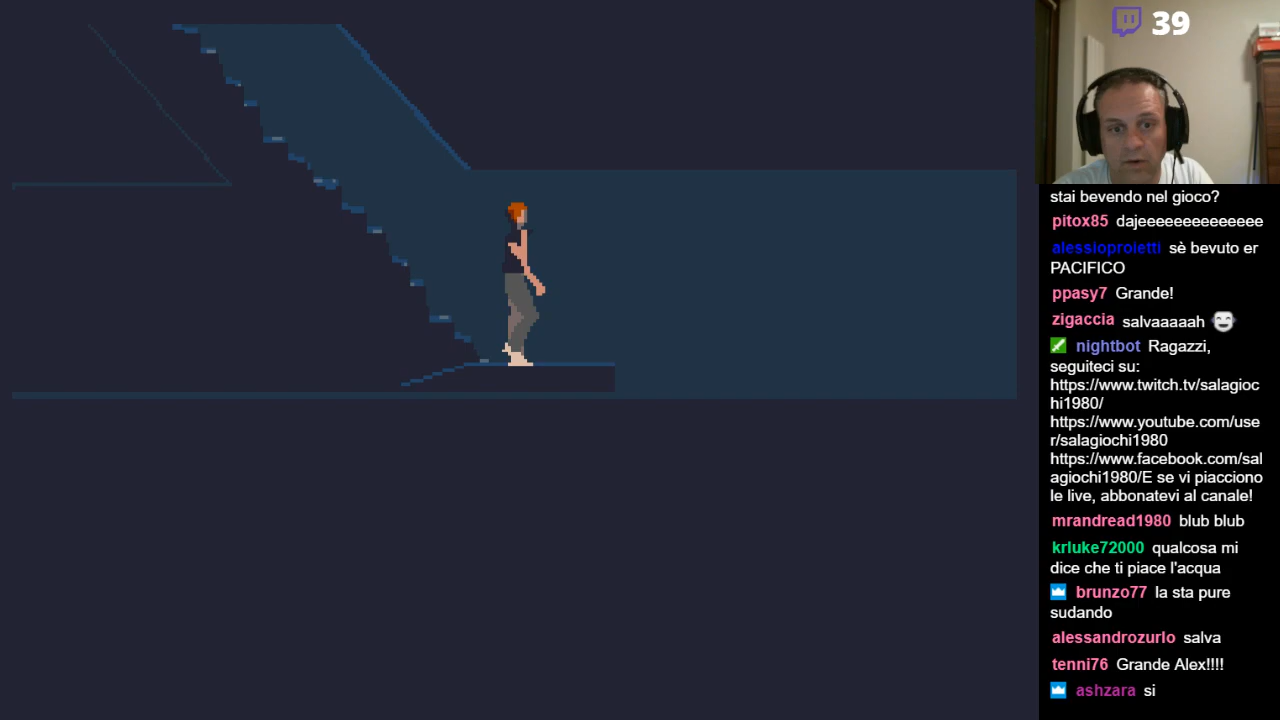 39
stai bevendo nel gioco?
pitox85 dajeeeeeeeeeeeeee
alessioproietti sè bevuto er
PACIFICO
ppasy7 Grande!
zigaccia salvaaaaah
nightbot Ragazzi,
seguiteci su:
https://www.twitch.tv/salagioc
hi1980/
https://www.youtube.com/use
r/salagiochi1980
https://www.facebook.com/sal
agiochi1980/E se vi piacciono
le live, abbonatevi al canale!
mrandread1980 blub blub
krluke72000 qualcosa mi
dice che ti piace l'acqua
brunzo77 la sta pure
sudando
alessandrozurlo salva
tenni76 Grande Alex!!!!
ashzara si